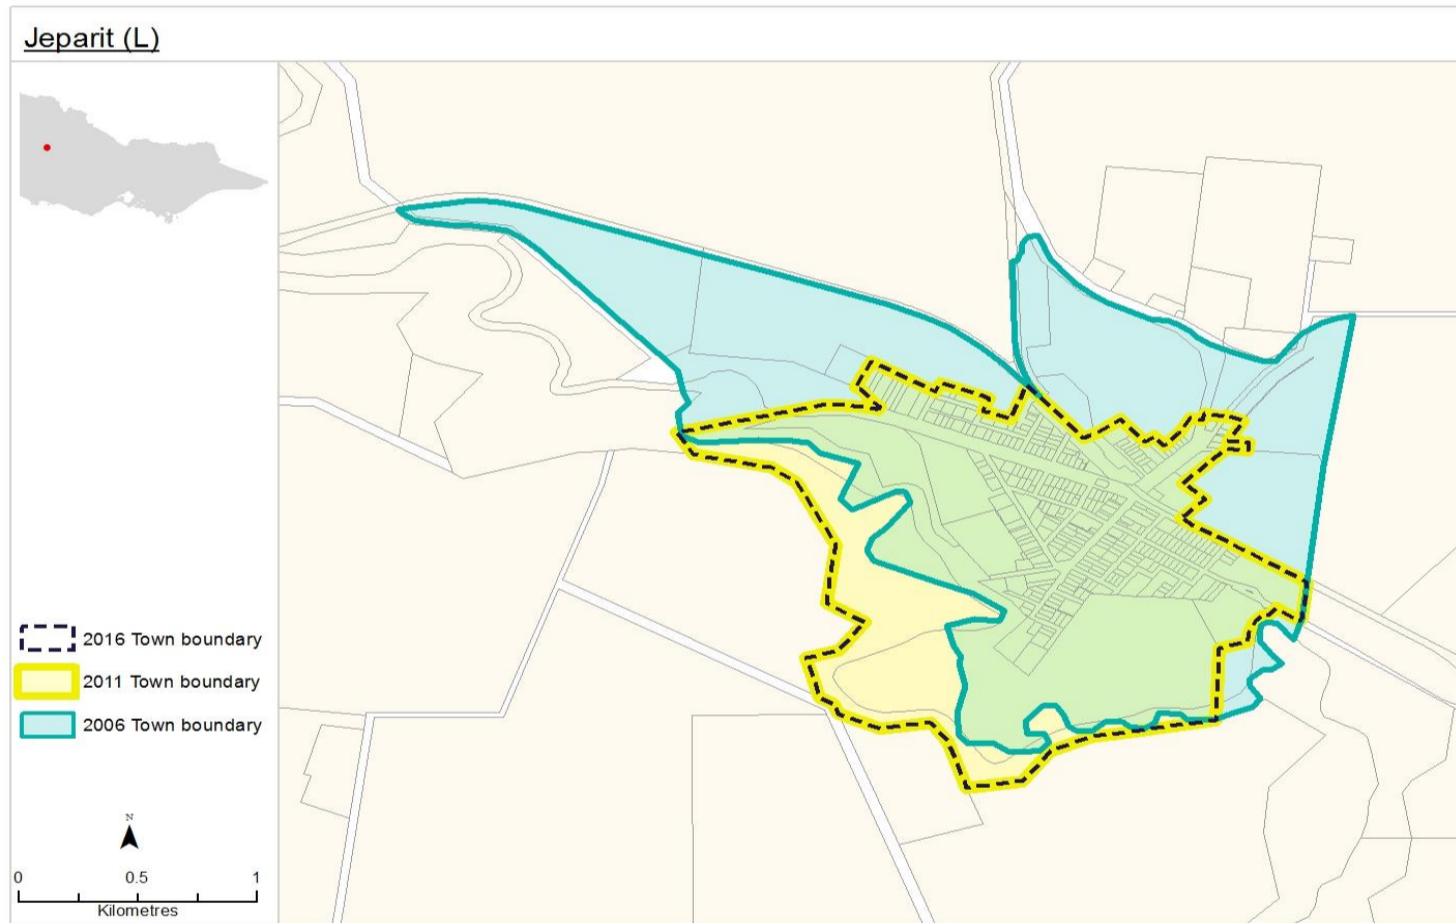 Jeparit (L)
2016 Town boundary
2011 Town boundary
2006 Town boundary
N
0 0.5 1
Kilometres